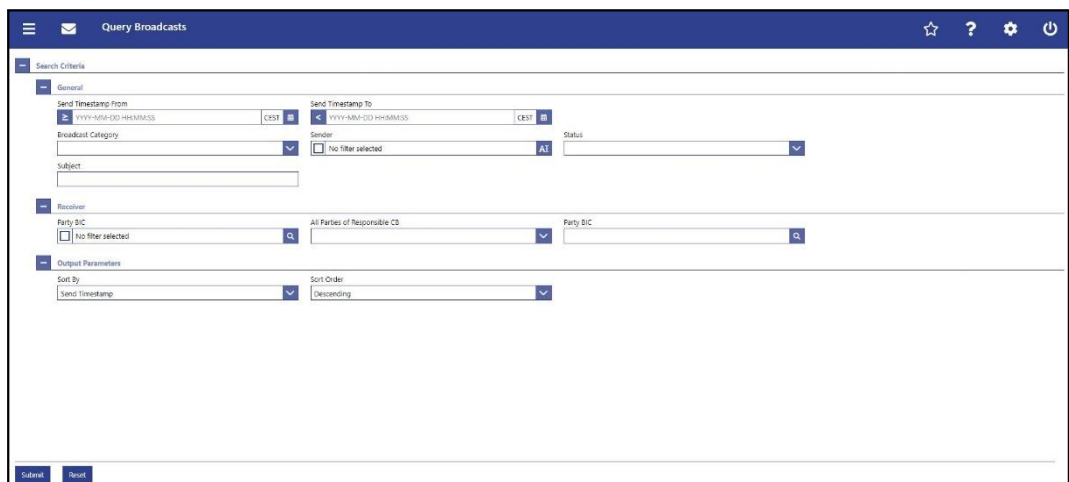 Query Broadcasts
?
Search Criteria
General
Send Timestamp From
Send Timestamp To
≥ YYYY-MM-DD HH:MM:SS CEST
< YYYY-MM-DD HH:MM:SS CEST
Broadcast Category
Sender
Status
No filter selected
AI
Subject
Receiver
Party BIC
All Parties of Responsible CB
Party BIC
No filter selected
Output Parameters
Sort By
Sort Order
Send Timestamp
Descending
Submit
Reset